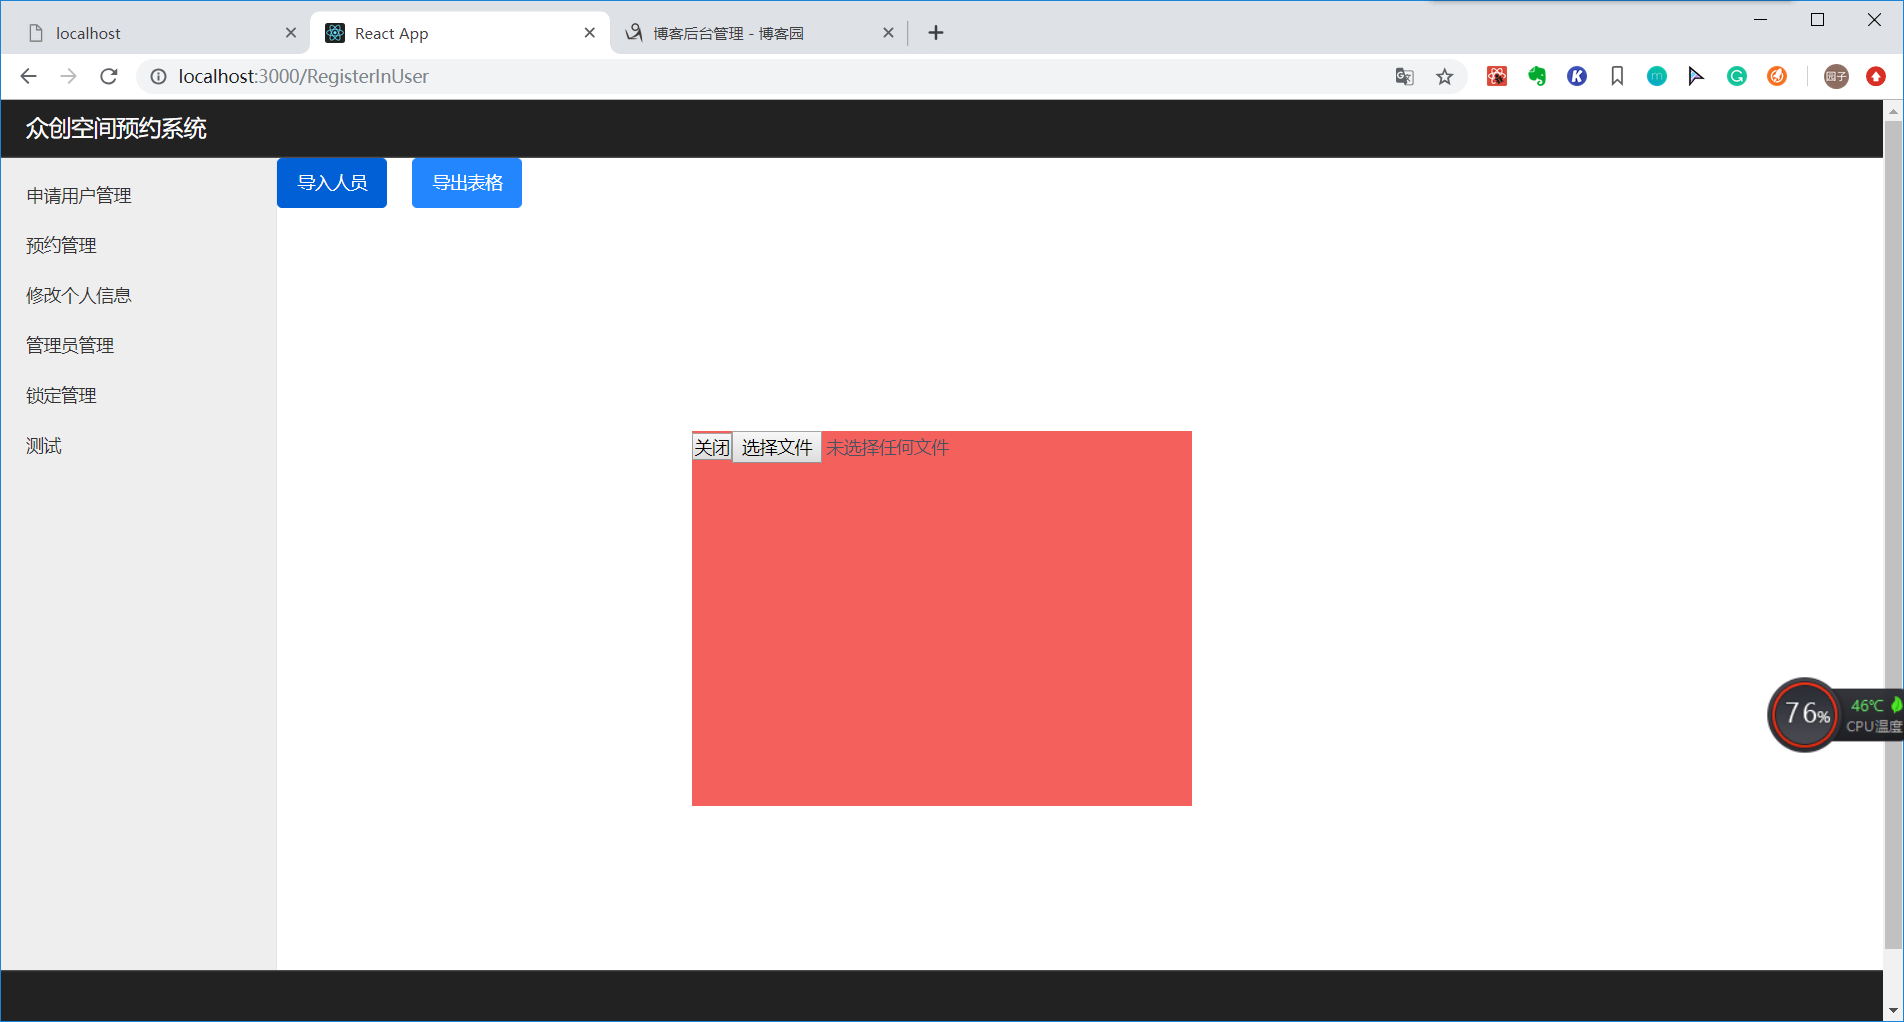 localhost
React App
博客后台管理 - 博客园
localhost:3000/RegisterInUser
园子
众创空间预约系统
导入人员
导出表格
申请用户管理
预约管理
修改个人信息
管理员管理
锁定管理
测试
关闭
选择文件
未选择任何文件
76%
46℃
CPU温度